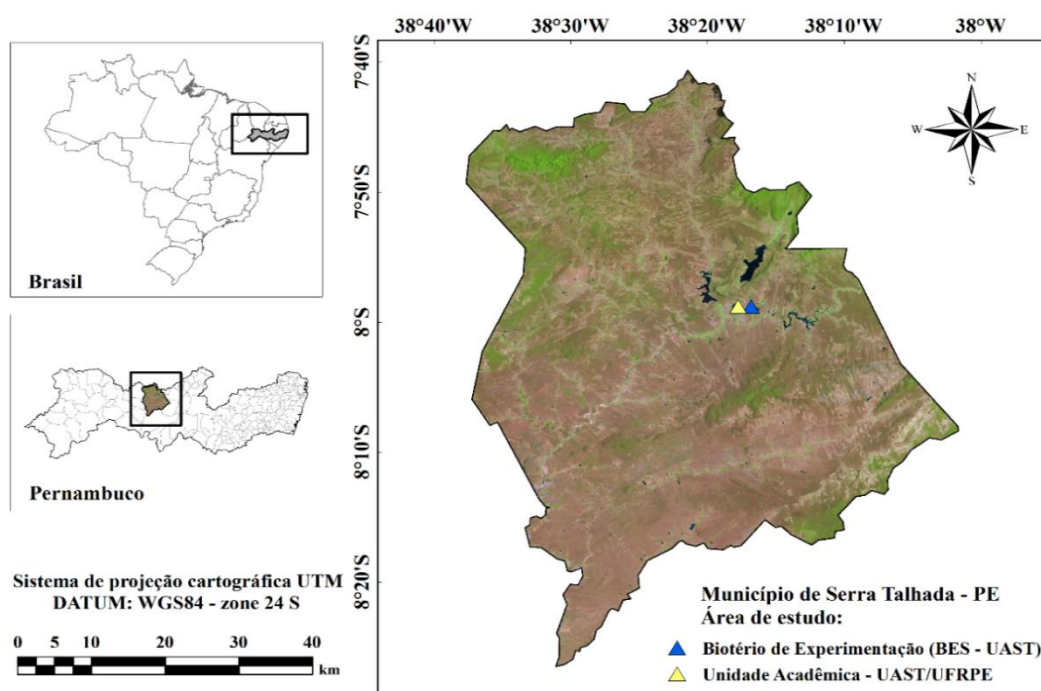 38°40'W 38°30'W 38°20'W 38°10'W 38°W
7°40'S
7°50'S
8°S
8°10'S
8°20'S
N
W E
S
Brasil
Pernambuco
Sistema de projeção cartográfica UTM
DATUM: WGS84 - zone 24 S
0 5 10 20 30 40
km
Município de Serra Talhada - PE
Área de estudo:
Biotério de Experimentação (BES - UAST)
Unidade Acadêmica - UAST/UFRPE